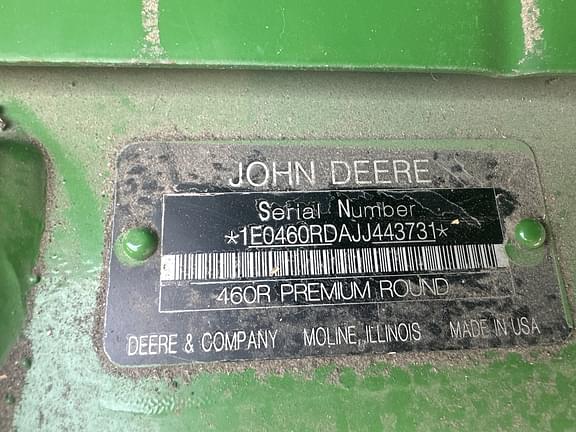 JOHN DEERE
Serial Number
*1E0460RDAJJ443731*
460R PREMIUM ROUND
DEERE & COMPANY MOLINE, ILLINOIS MADE IN USA